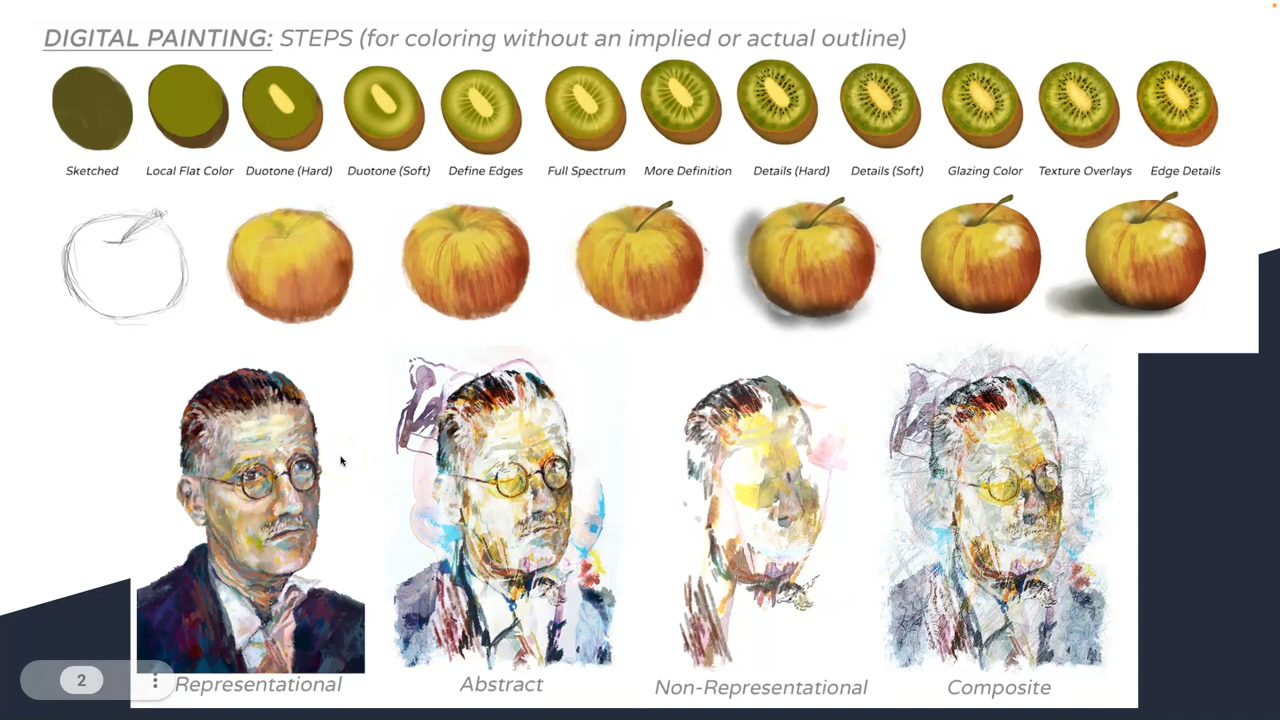 DIGITAL PAINTING: STEPS (for coloring without an implied or actual outline)
Sketched Local Flat Color Duotone (Hard) Duotone (Soft) Define Edges Full Spectrum More Definition Details (Hard) Details (Soft) Glazing Color Texture Overlays Edge Details
2
Representational Abstract Non-Representational Composite